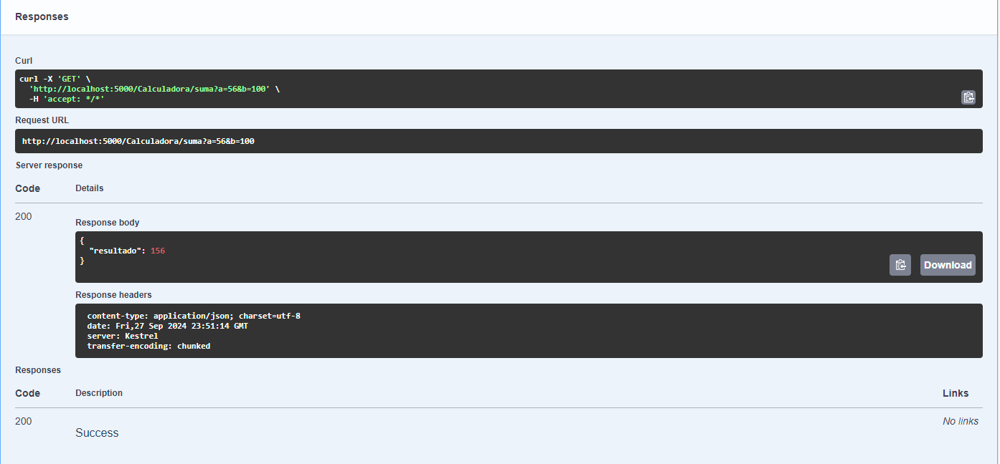 Responses
Curl
curl -X 'GET' \
  'http://localhost:5000/Calculadora/suma?a=56&b=100' \
  -H 'accept: */*'
Request URL
http://localhost:5000/Calculadora/suma?a=56&b=100
Server response
Code Details
200
Response body
{
  "resultado": 156
}
Download
Response headers
content-type: application/json; charset=utf-8
date: Fri,27 Sep 2024 23:51:14 GMT
server: Kestrel
transfer-encoding: chunked
Responses
Code Description Links
200 No links
Success